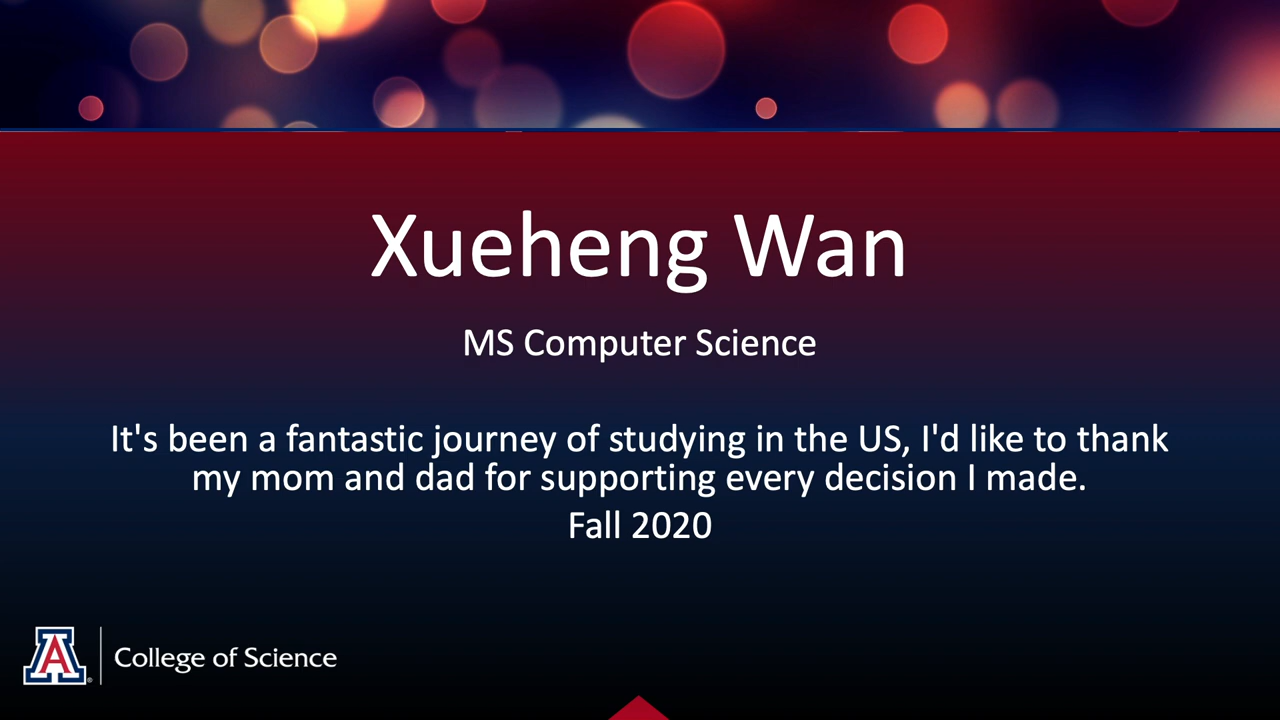 Xueheng Wan
MS Computer Science
It's been a fantastic journey of studying in the US, I'd like to thank
my mom and dad for supporting every decision I made.
Fall 2020
A
College of Science